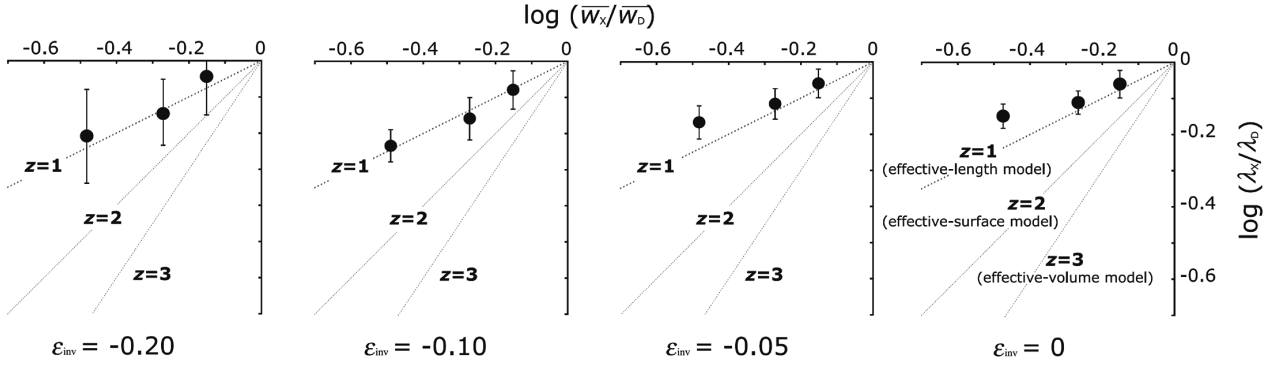 log (w̅X/w̅D)
-0.6 -0.4 -0.2 0
-0.6 -0.4 -0.2 0
-0.6 -0.4 -0.2 0
-0.6 -0.4 -0.2 0
0
-0.2
-0.4
-0.6
log (λX/λD)
z=1
z=2
z=3
z=1
z=2
z=3
z=1
z=2
z=3
z=1
(effective-length model)
z=2
(effective-surface model)
z=3
(effective-volume model)
εinv = -0.20
εinv = -0.10
εinv = -0.05
εinv = 0